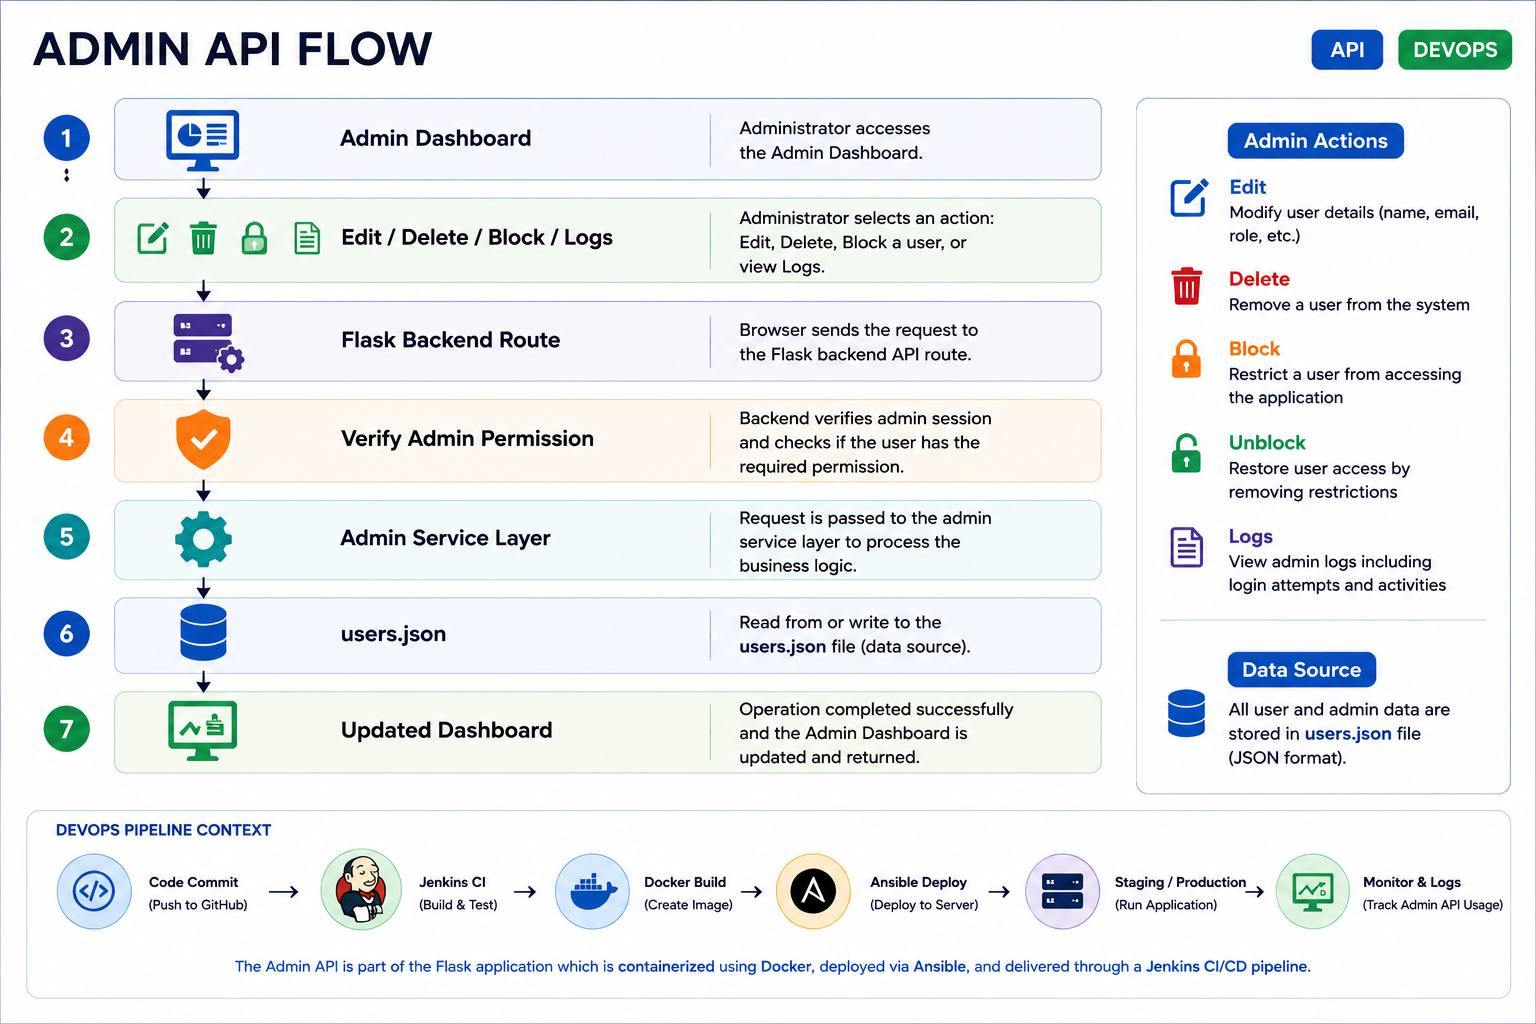 ADMIN API FLOW
API
DEVOPS
1
Admin Dashboard
Administrator accesses
the Admin Dashboard.
2
Edit / Delete / Block / Logs
Administrator selects an action:
Edit, Delete, Block a user, or
view Logs.
3
Flask Backend Route
Browser sends the request to
the Flask backend API route.
4
Verify Admin Permission
Backend verifies admin session
and checks if the user has the
required permission.
5
Admin Service Layer
Request is passed to the admin
service layer to process the
business logic.
6
users.json
Read from or write to the
users.json file (data source).
7
Updated Dashboard
Operation completed successfully
and the Admin Dashboard is
updated and returned.
Admin Actions
Edit
Modify user details (name, email,
role, etc.)
Delete
Remove a user from the system
Block
Restrict a user from accessing
the application
Unblock
Restore user access by
removing restrictions
Logs
View admin logs including
login attempts and activities
Data Source
All user and admin data are
stored in users.json file
(JSON format).
DEVOPS PIPELINE CONTEXT
Code Commit
(Push to GitHub)
Jenkins CI
(Build & Test)
Docker Build
(Create Image)
Ansible Deploy
(Deploy to Server)
Staging / Production
(Run Application)
Monitor & Logs
(Track Admin API Usage)
The Admin API is part of the Flask application which is containerized using Docker, deployed via Ansible, and delivered through a Jenkins CI/CD pipeline.